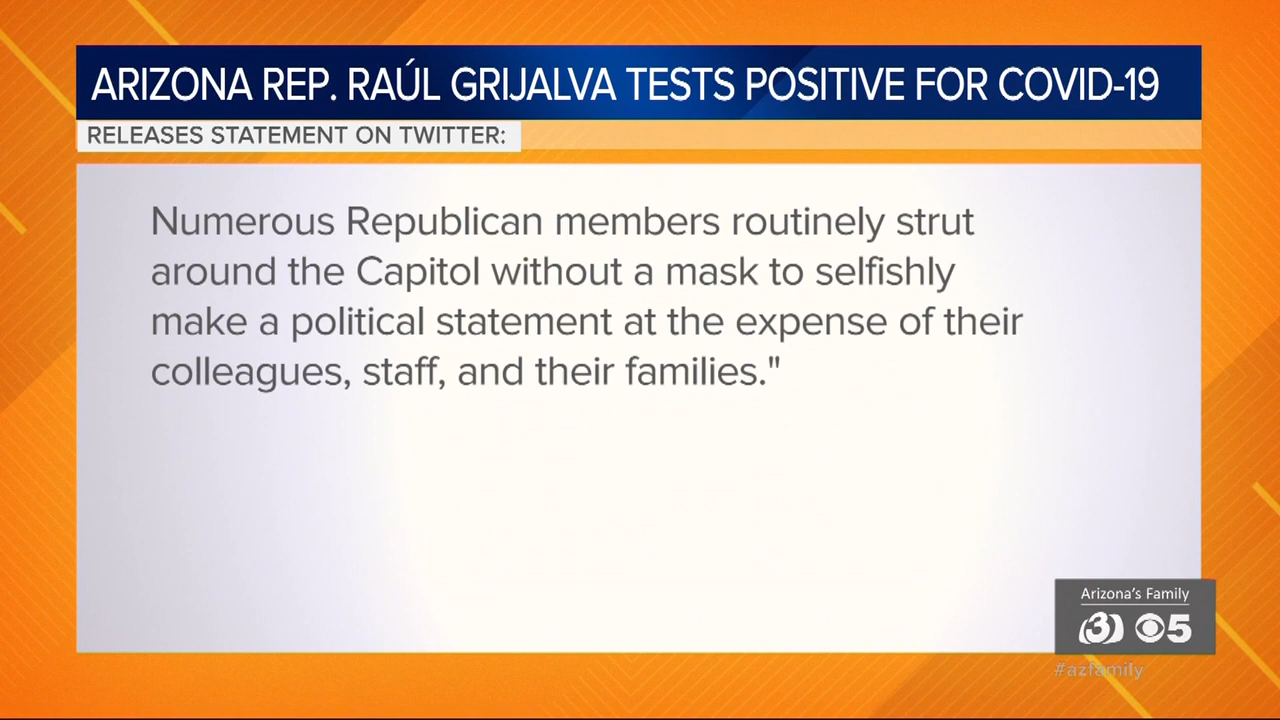 ARIZONA REP. RAÚL GRIJALVA TESTS POSITIVE FOR COVID-19
RELEASES STATEMENT ON TWITTER:
Numerous Republican members routinely strut
around the Capitol without a mask to selfishly
make a political statement at the expense of their
colleagues, staff, and their families."
Arizona's Family
3 5
#azfamily